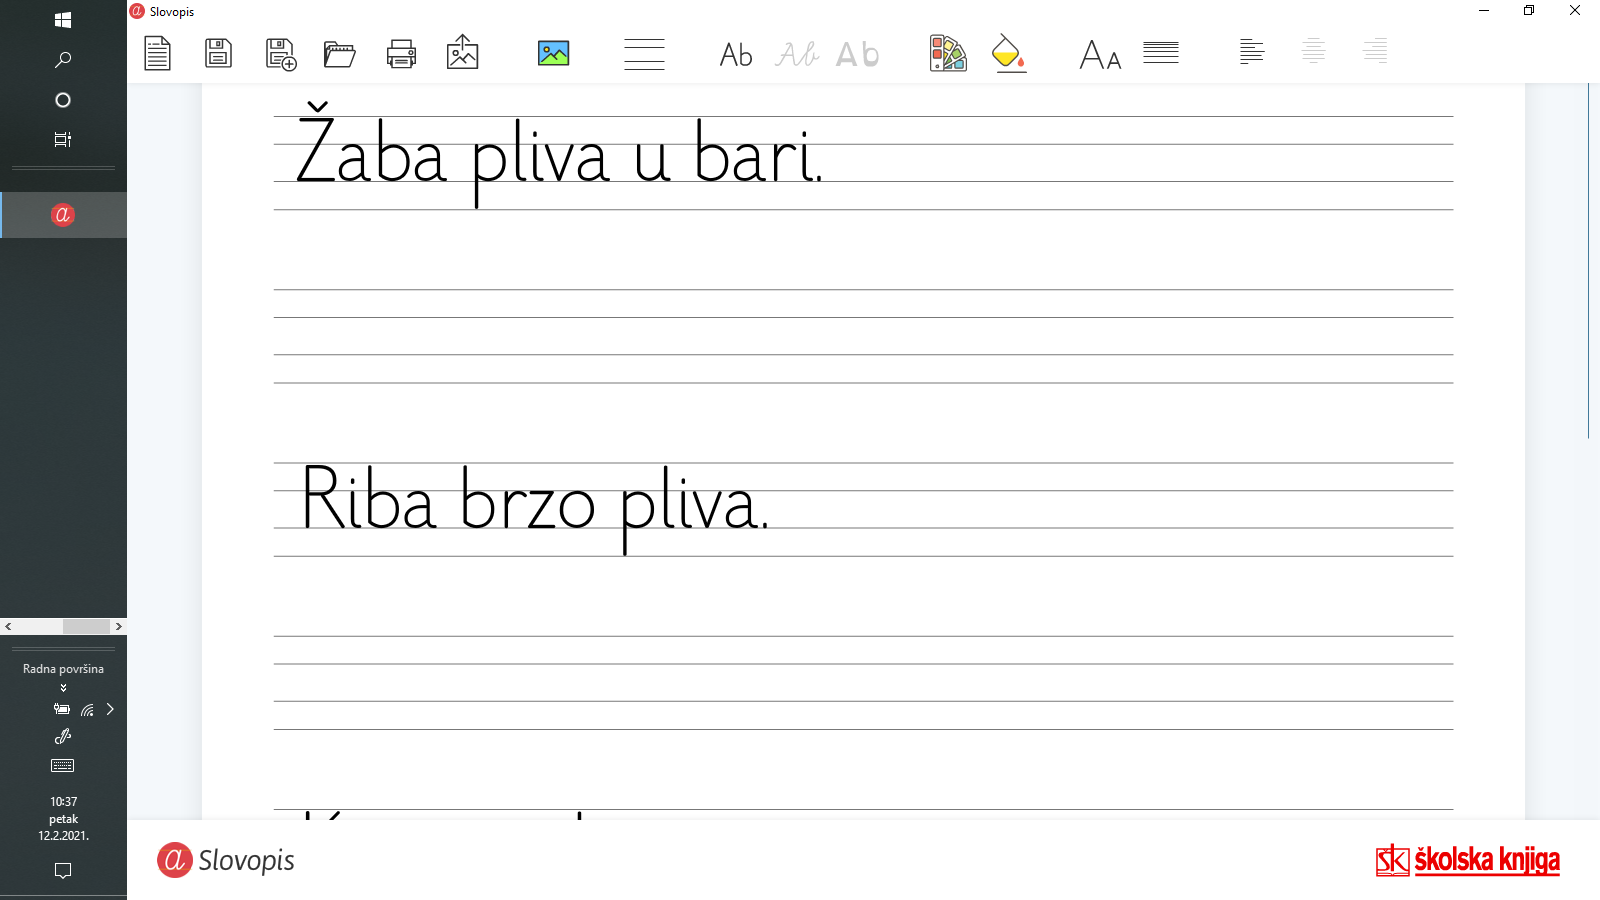 Slovopis
Ab Ab Ab AA
Žaba pliva u bari.
Riba brzo pliva.
Radna površina
10:37
petak
12.2.2021.
a Slovopis
šk školska knjiga